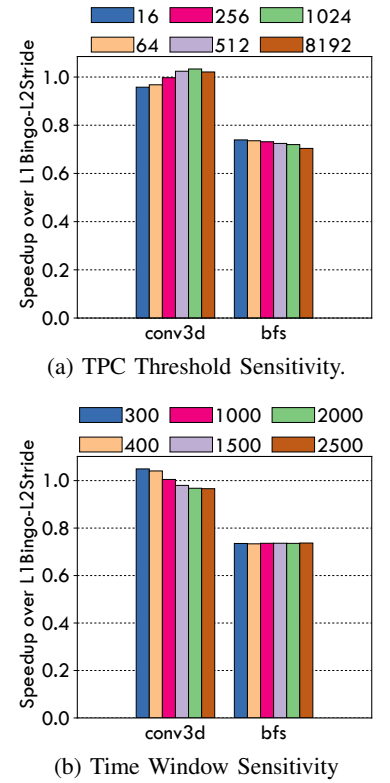 16 256 1024
64 512 8192
Speedup over L1Bingo-L2Stride
1.0
0.8
0.6
0.4
0.2
0.0
conv3d bfs
(a) TPC Threshold Sensitivity.
300 1000 2000
400 1500 2500
Speedup over L1Bingo-L2Stride
1.0
0.8
0.6
0.4
0.2
0.0
conv3d bfs
(b) Time Window Sensitivity